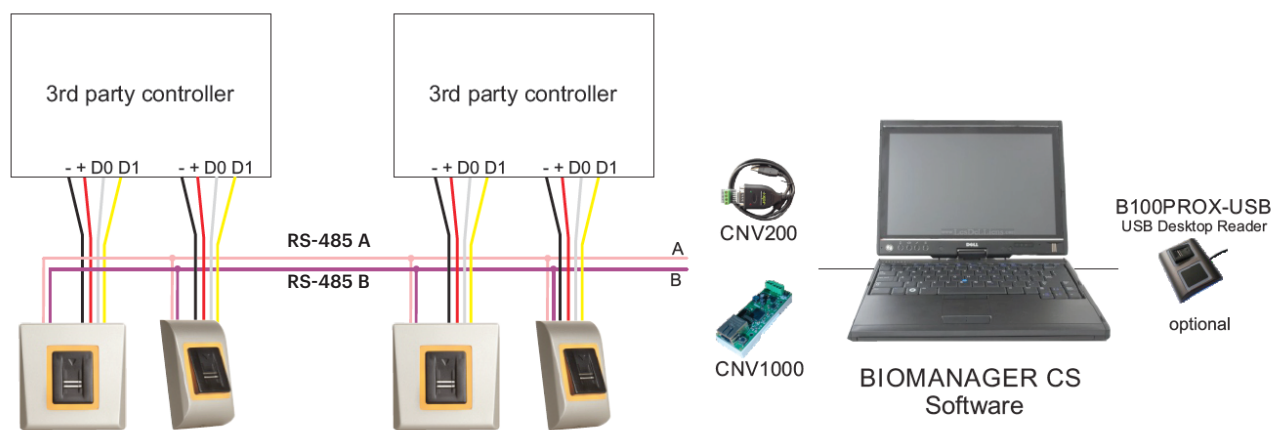 3rd party controller
- + D0 D1
- + D0 D1
3rd party controller
- + D0 D1
- + D0 D1
RS-485 A
RS-485 B
A
B
CNV200
CNV1000
DELL
BIOMANAGER CS
Software
B100PROX-USB
USB Desktop Reader
optional